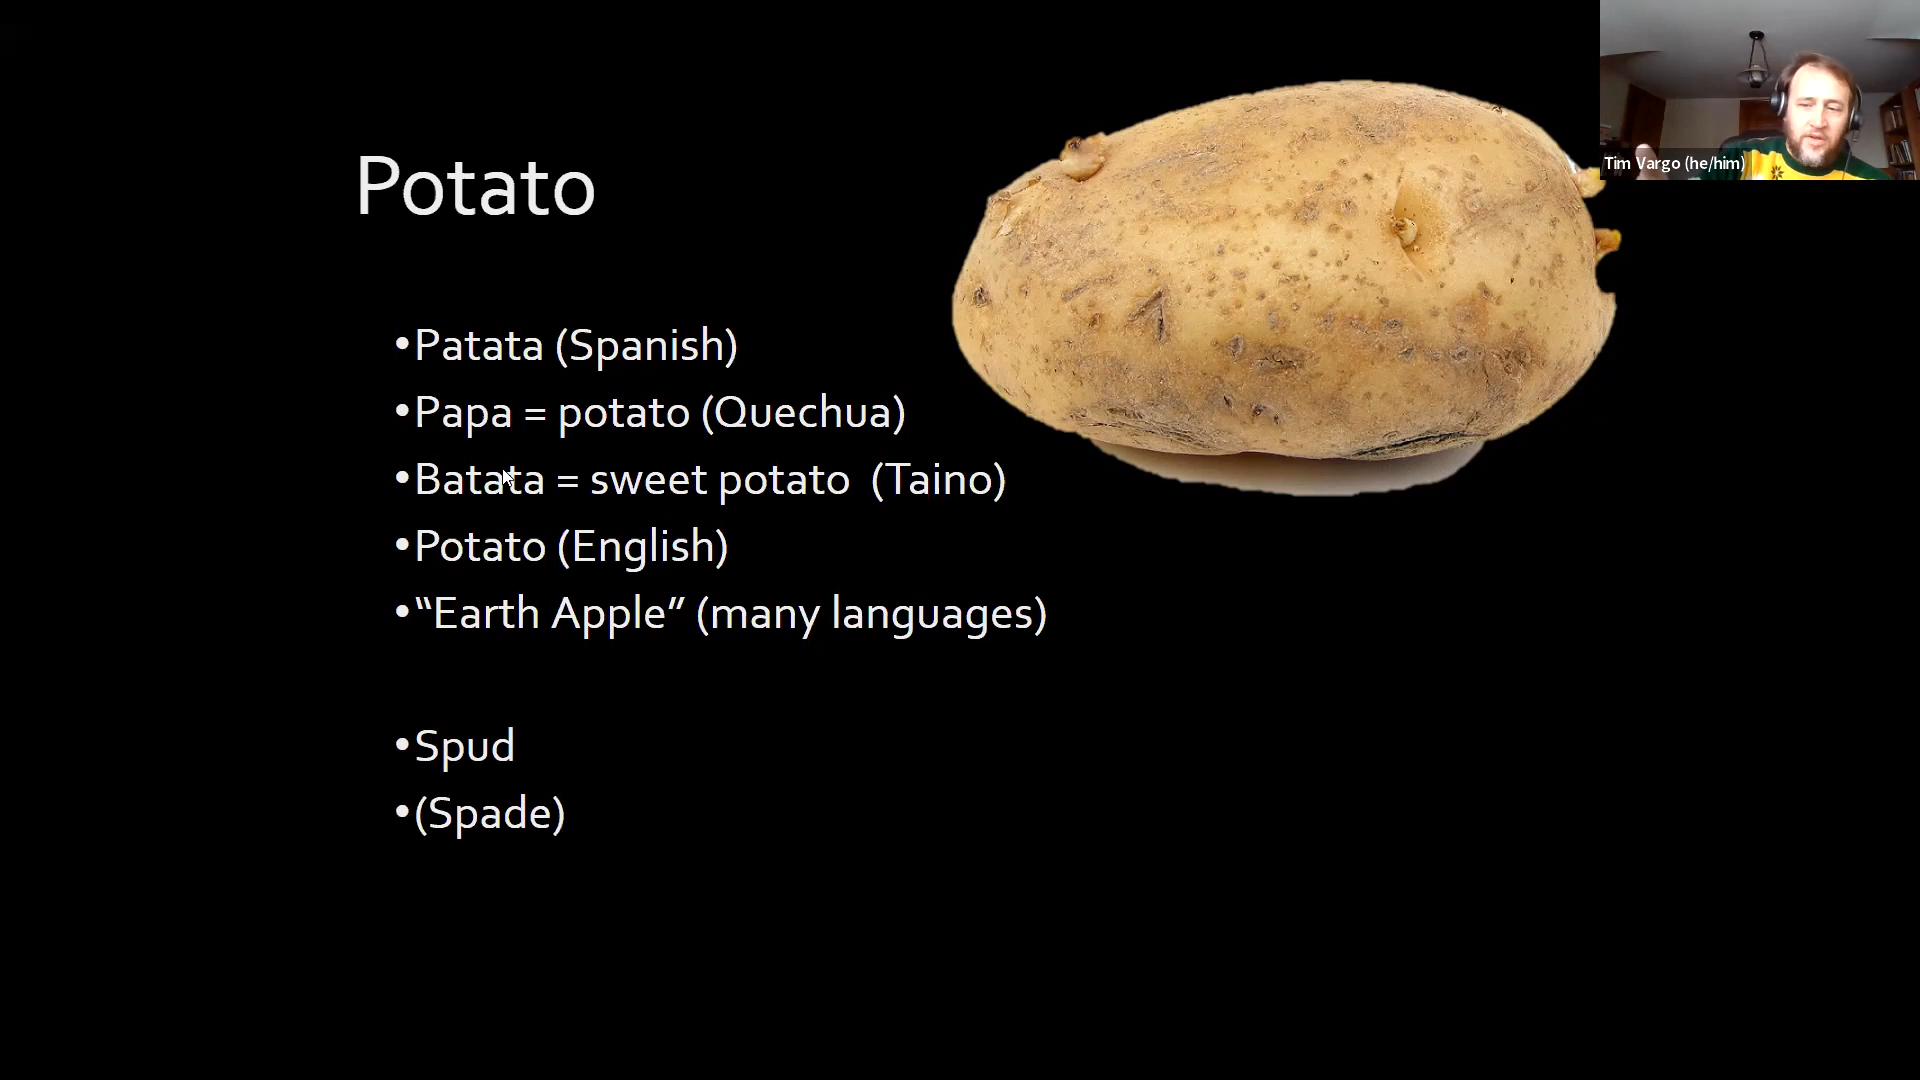 Potato
•Patata (Spanish)
•Papa = potato (Quechua)
•Batata = sweet potato  (Taino)
•Potato (English)
•“Earth Apple” (many languages)
•Spud
•(Spade)
Tim Vargo (he/him)